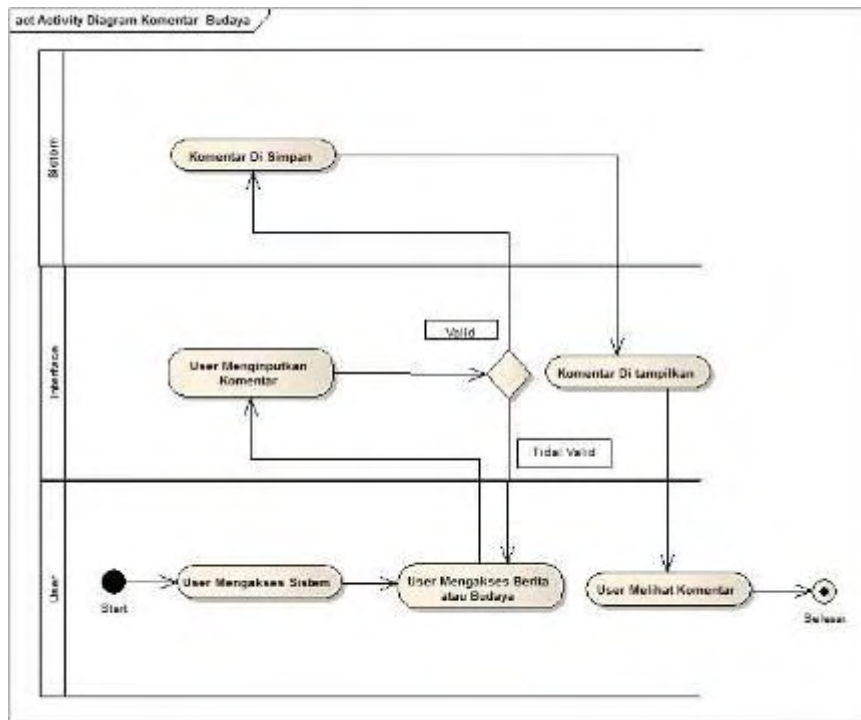 act Activity Diagram Komentar Budaya
Sistem
Komentar Di Simpan
Interface
Valid
User Menginputkan
Komentar
Komentar Di tampilkan
Tidal Valid
User
User Mengakses Sistem
User Mengakses Berita
atau Budaya
User Melihat Komentar
Start
Selesai